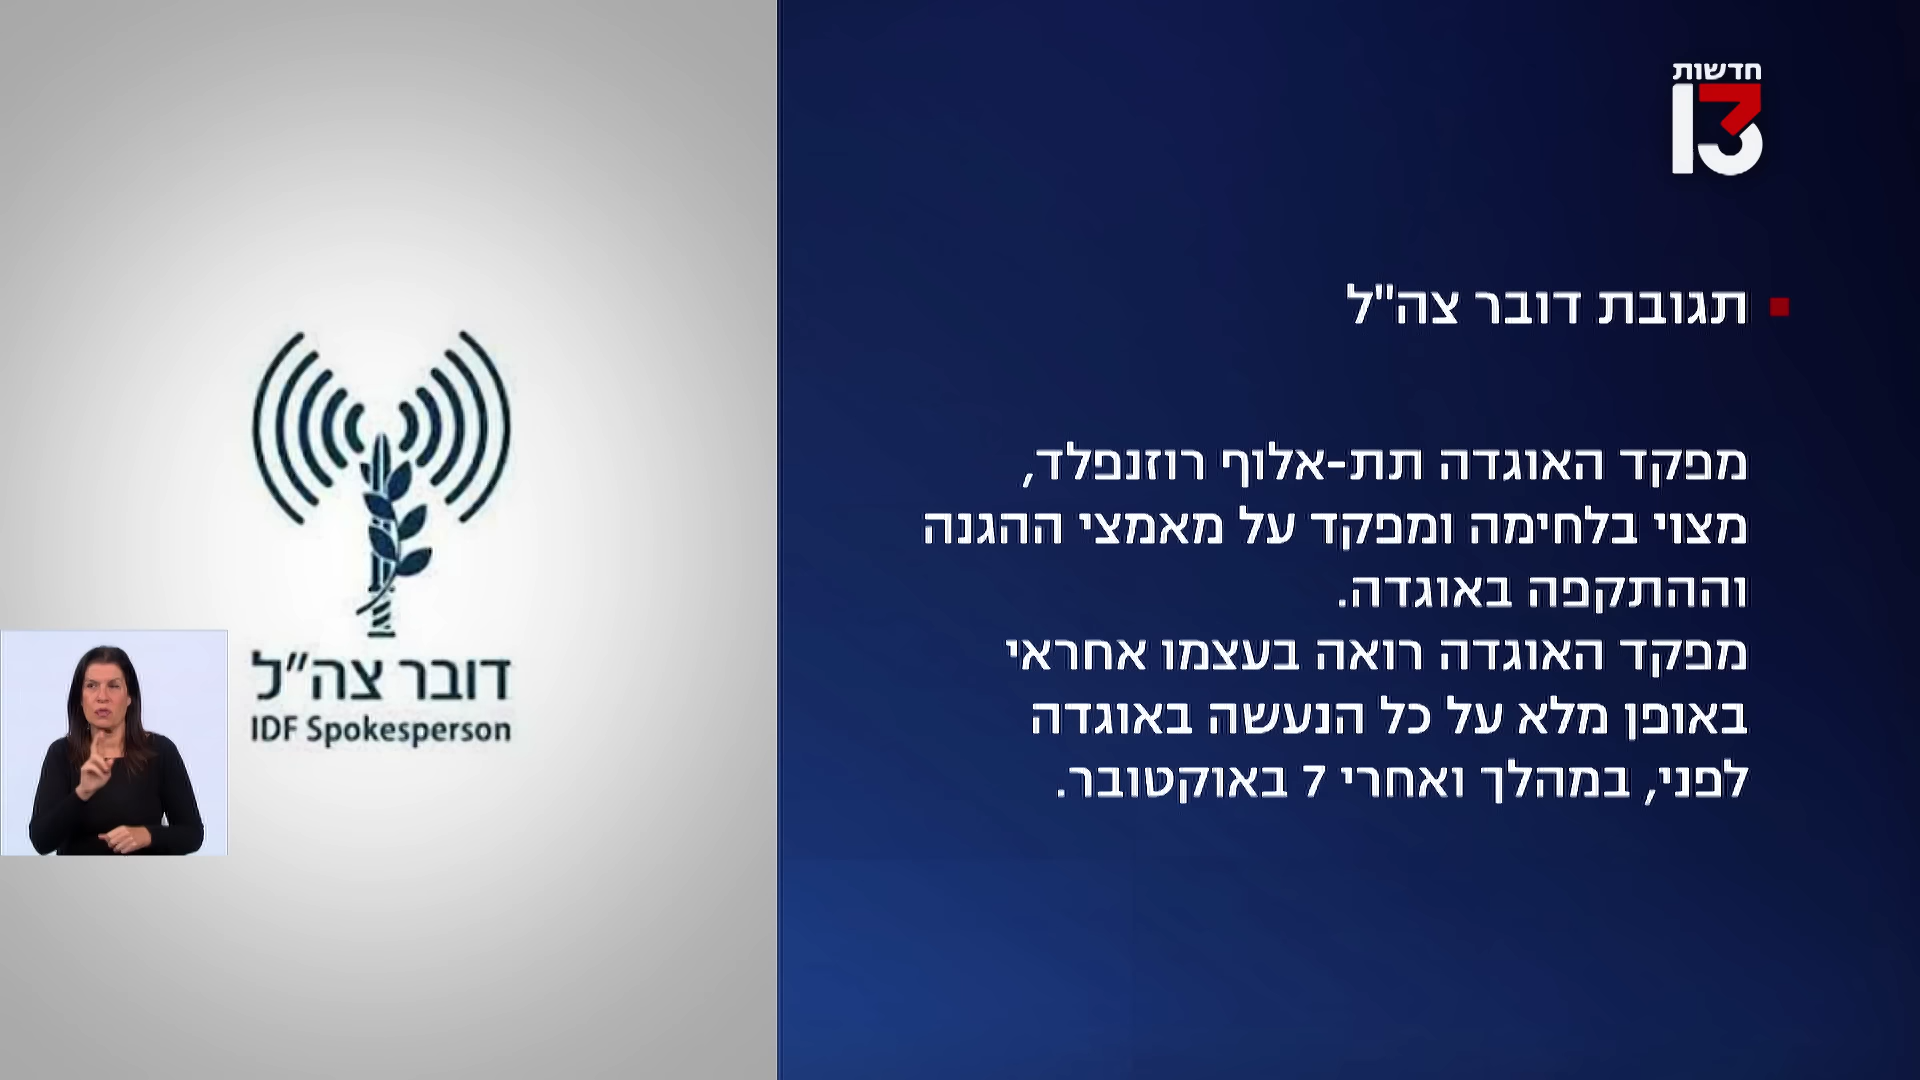 חדשות
13
תגובת דובר צה"ל
מפקד האוגדה תת-אלוף רוזנפלד,
מצוי בלחימה ומפקד על מאמצי ההגנה
וההתקפה באוגדה.
מפקד האוגדה רואה בעצמו אחראי
באופן מלא על כל הנעשה באוגדה
לפני, במהלך ואחרי 7 באוקטובר.
דובר צה״ל
IDF Spokesperson